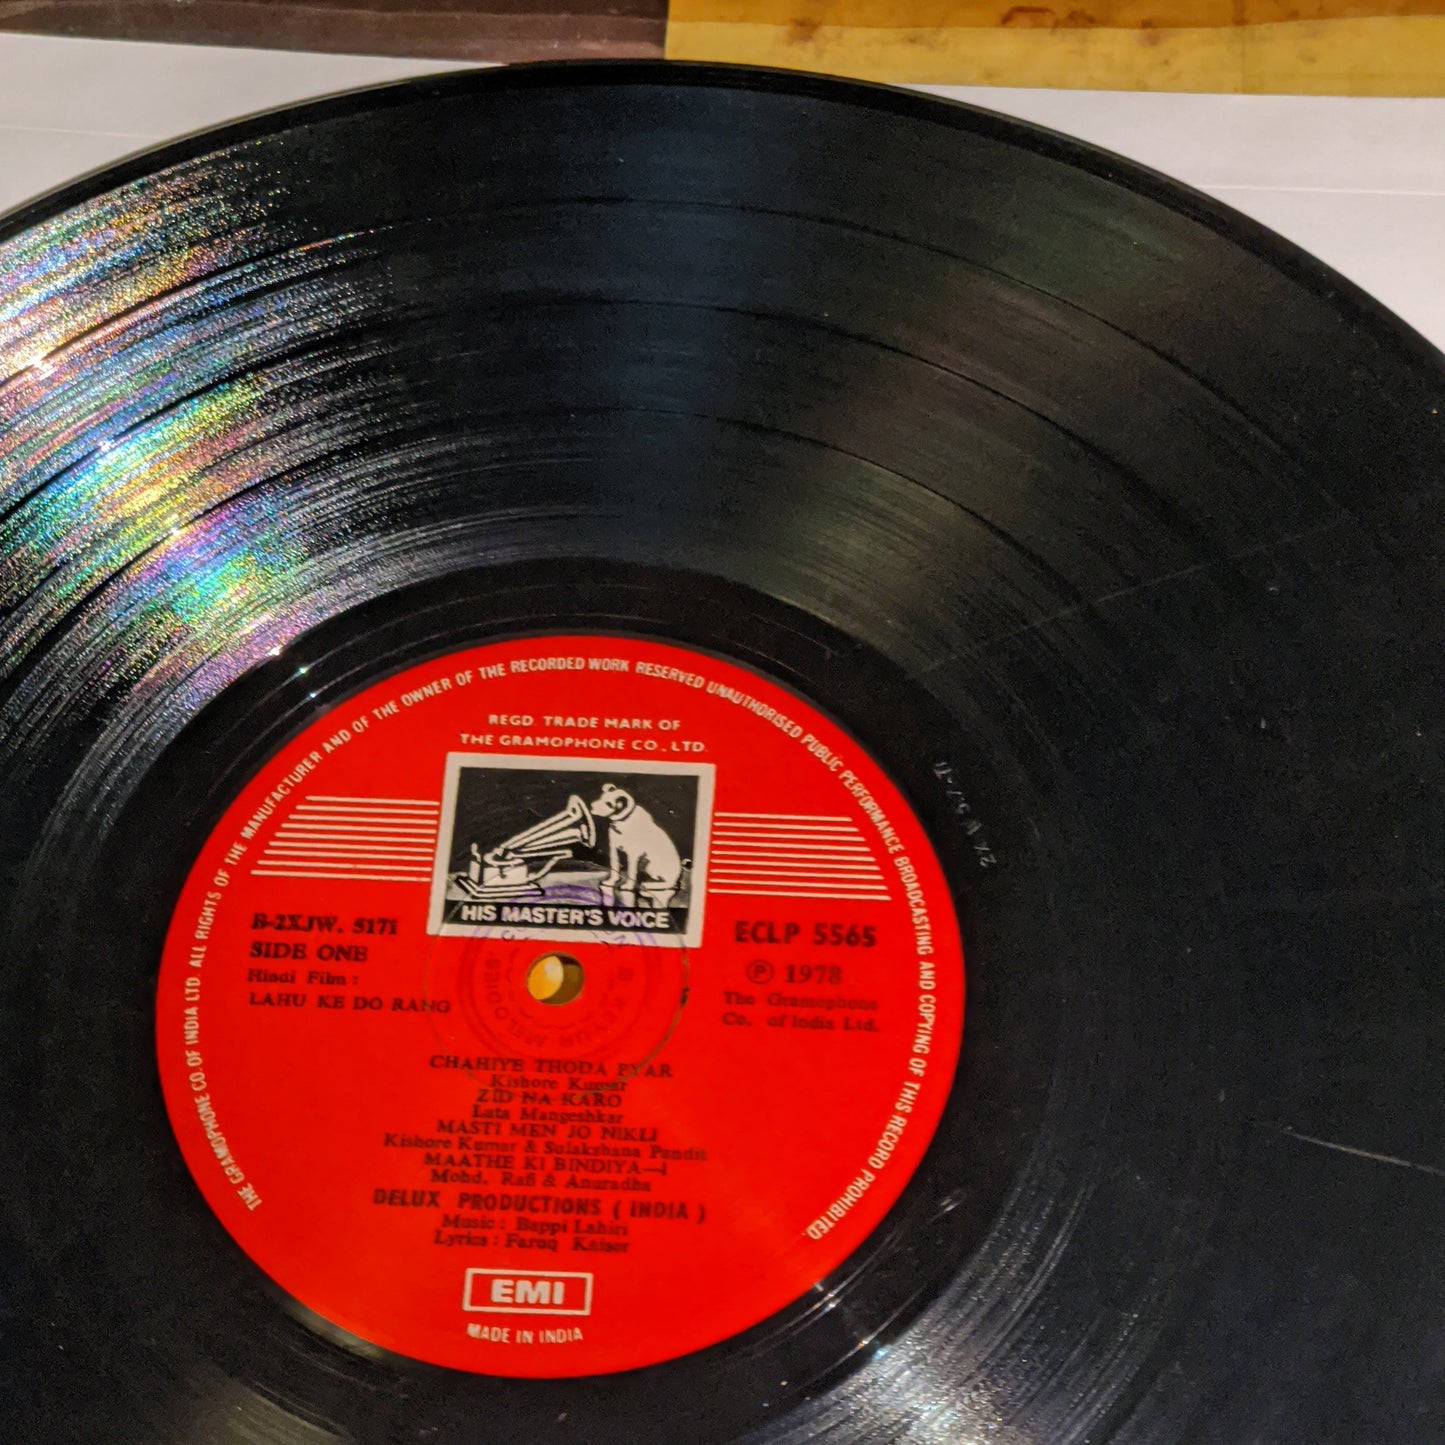 THE GRAMOPHONE CO. OF INDIA LTD. ALL RIGHTS OF THE MANUFACTURER AND OF THE OWNER OF THE RECORDED WORK RESERVED UNAUTHORISED PUBLIC PERFORMANCE BROADCASTING AND COPYING OF THIS RECORD PROHIBITED.
REGD. TRADE MARK OF
THE GRAMOPHONE CO., LTD.
HIS MASTER'S VOICE
B-2XJW. 5171
SIDE ONE
Hindi Film :
LAHU KE DO RANG
ECLP 5565
Ⓟ 1978
The Gramophone
Co. of India Ltd.
CHAHIYE THODA PYAR
Kishore Kumar
ZID NA KARO
Lata Mangeshkar
MASTI MEN JO NIKLI
Kishore Kumar & Sulakshana Pandit
MAATHE KI BINDIYA—I
Mohd. Rafi & Anuradha
DELUX PRODUCTIONS ( INDIA )
Music : Bappi Lahiri
Lyrics : Faruq Kaiser
EMI
MADE IN INDIA
MELODIES